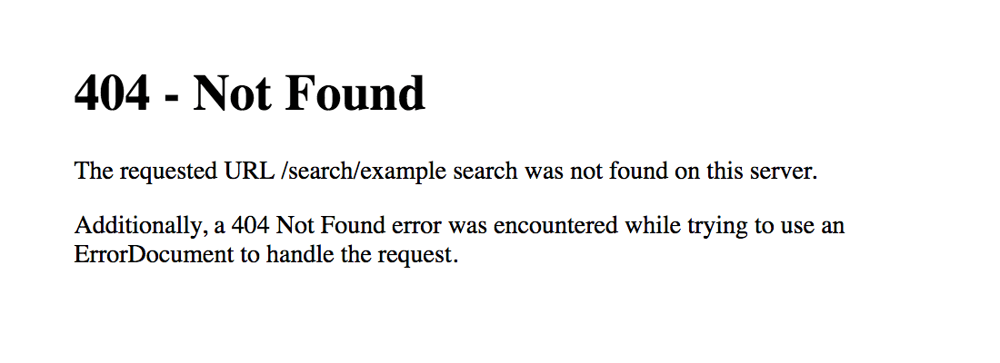 404 - Not Found
The requested URL /search/example search was not found on this server.
Additionally, a 404 Not Found error was encountered while trying to use an
ErrorDocument to handle the request.